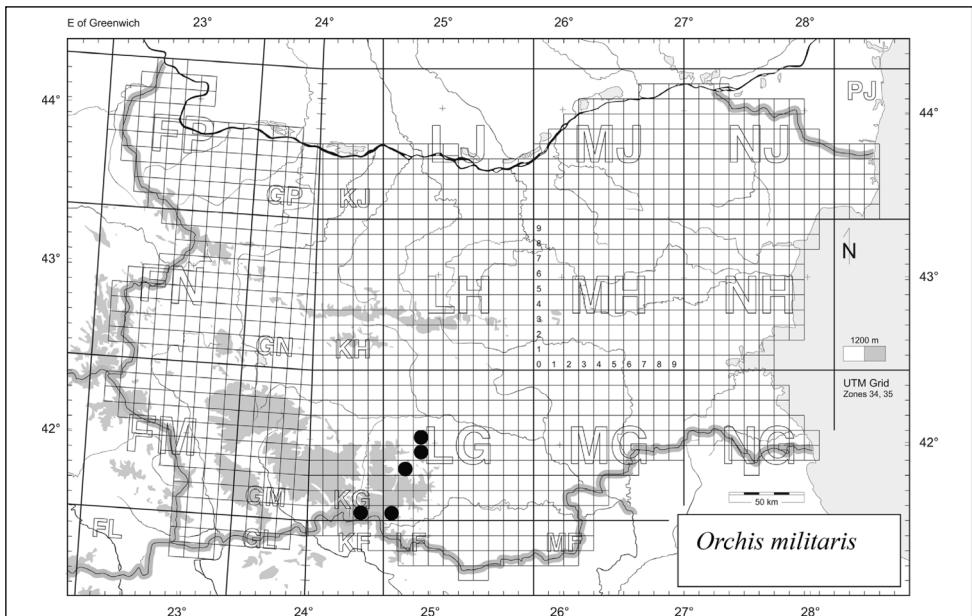 E of Greenwich 23° 24° 25° 26° 27° 28°
44° FP LJ MJ NJ PJ 44°
GP KJ
9
8
7
43° FN LH MH NH N 43°
6
5
4
3
2
GN KH 1
0 1 2 3 4 5 6 7 8 9
1200 m
UTM Grid
Zones 34, 35
42° FM LG MG NG 42°
GM KG
50 km
FL GL KF LF MF
Orchis militaris
23° 24° 25° 26° 27° 28°